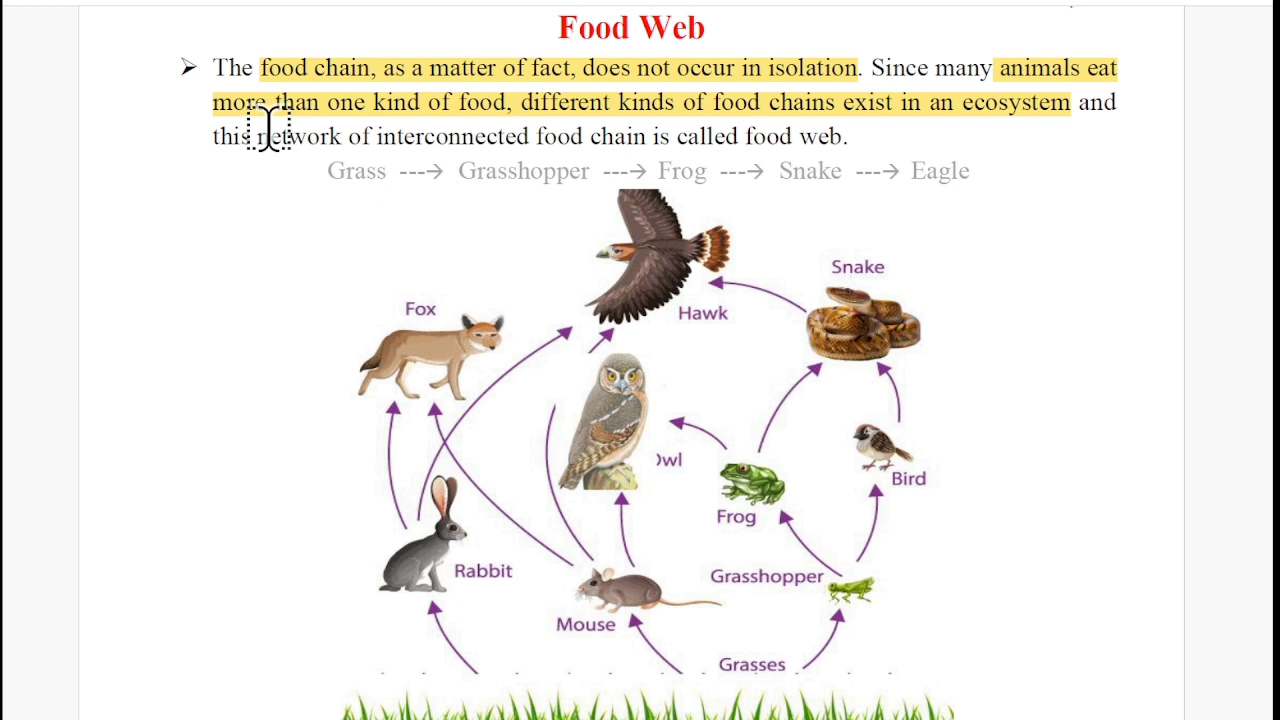 Food Web
➢ The food chain, as a matter of fact, does not occur in isolation. Since many animals eat
more than one kind of food, different kinds of food chains exist in an ecosystem and
this network of interconnected food chain is called food web.
Grass ---→ Grasshopper ---→ Frog ---→ Snake ---→ Eagle
Snake
Fox
Hawk
Owl
Bird
Frog
Rabbit
Grasshopper
Mouse
Grasses